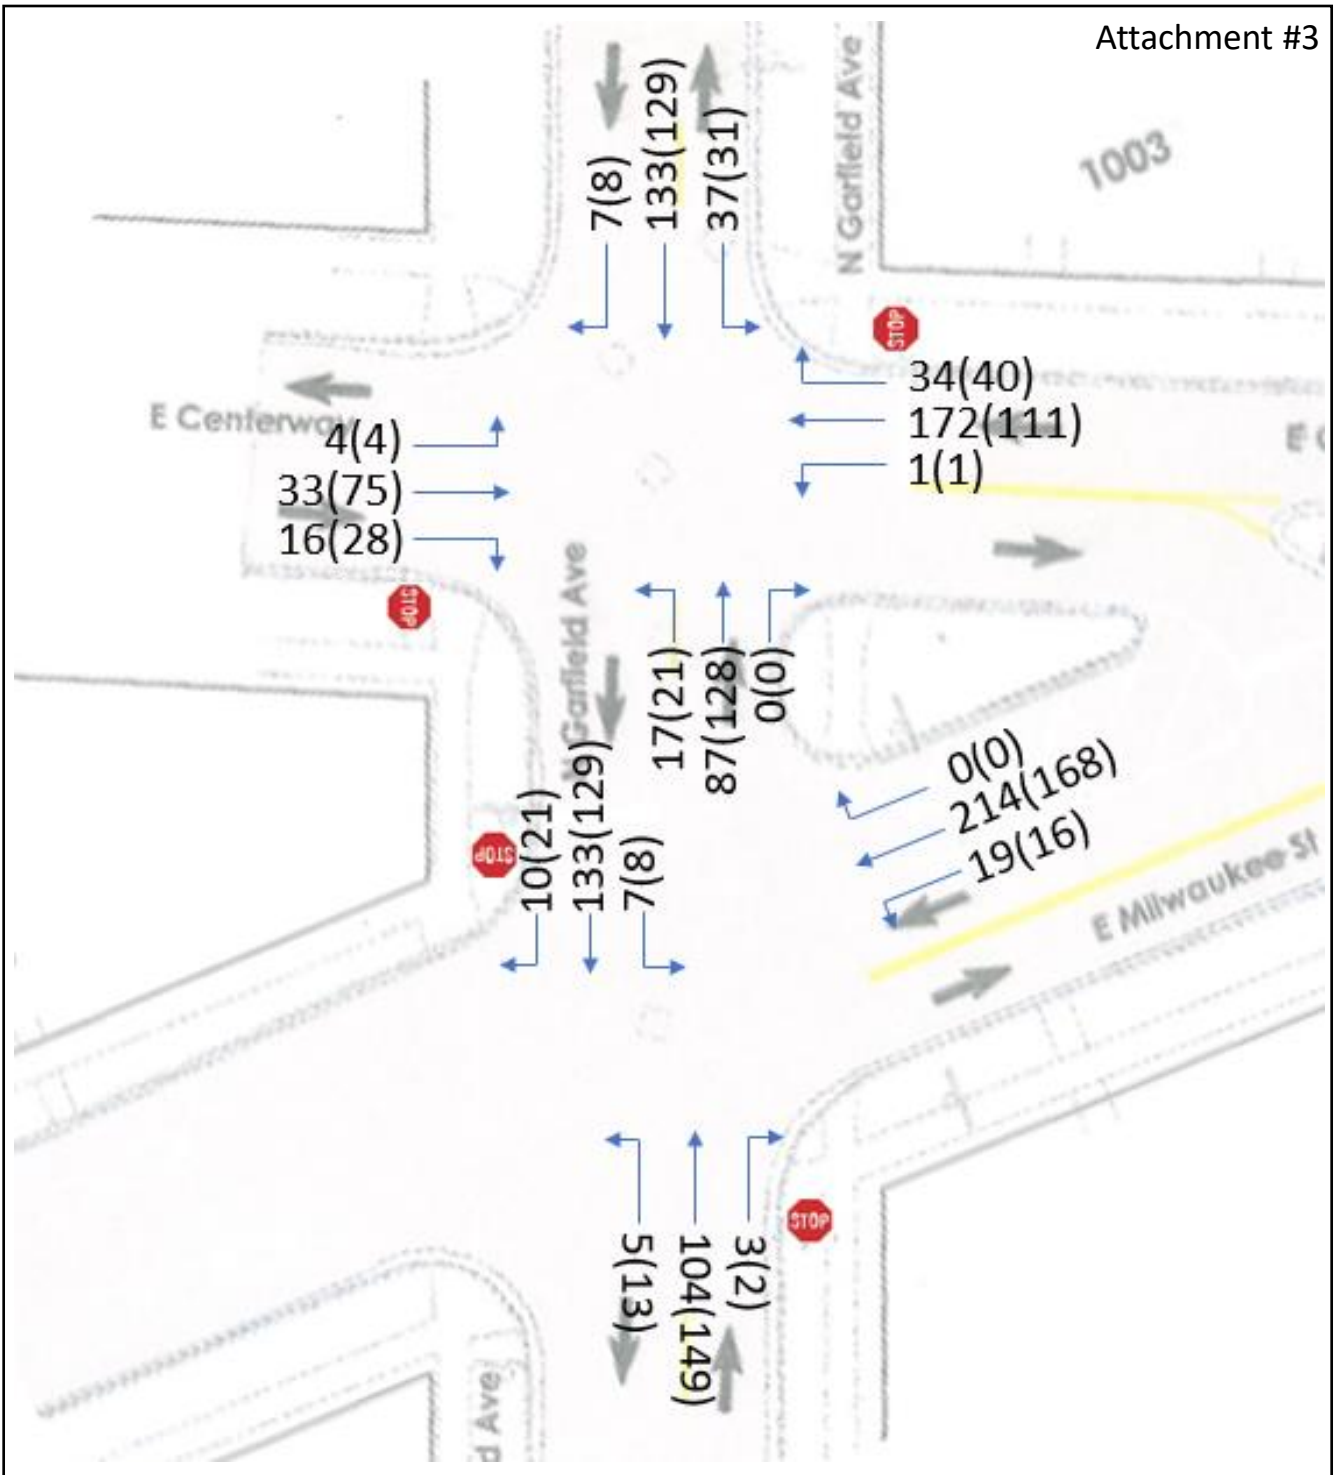 Attachment #3
7(8)
133(129)
37(31)
N Garfield Ave
1003
STOP
34(40)
172(111)
1(1)
E Centerway
4(4)
33(75)
16(28)
STOP
N Garfield Ave
17(21)
87(128)
0(0)
0(0)
214(168)
19(16)
E Milwaukee St
STOP
10(21)
133(129)
7(8)
STOP
5(13)
104(149)
3(2)
d Ave